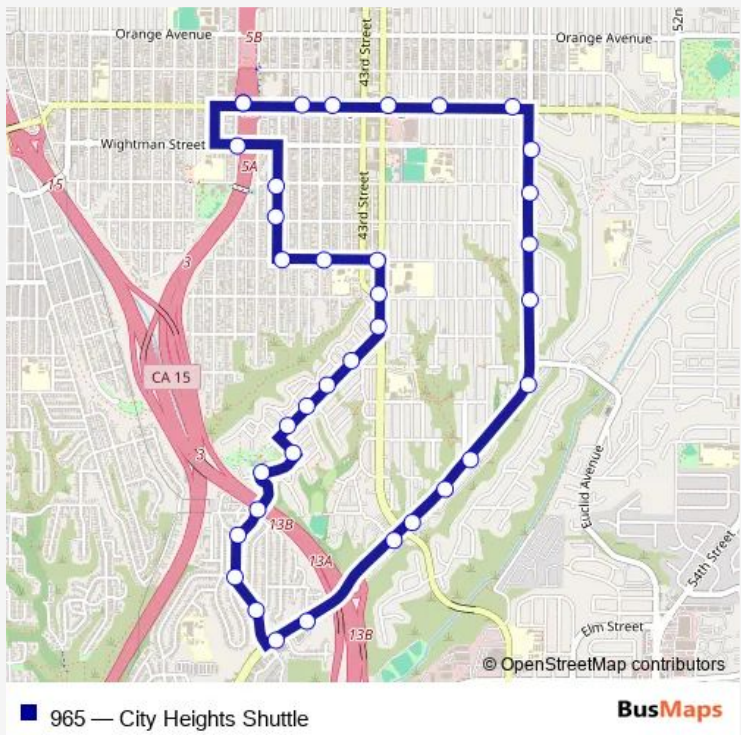 Orange Avenue
5B
43rd Street
Orange Avenue
52n
Wightman Street
5A
15
43rd Street
3
CA 15
3
13B
13A
13B
Euclid Avenue
54th Street
Elm Street
© OpenStreetMap contributors
965 — City Heights Shuttle
BusMaps